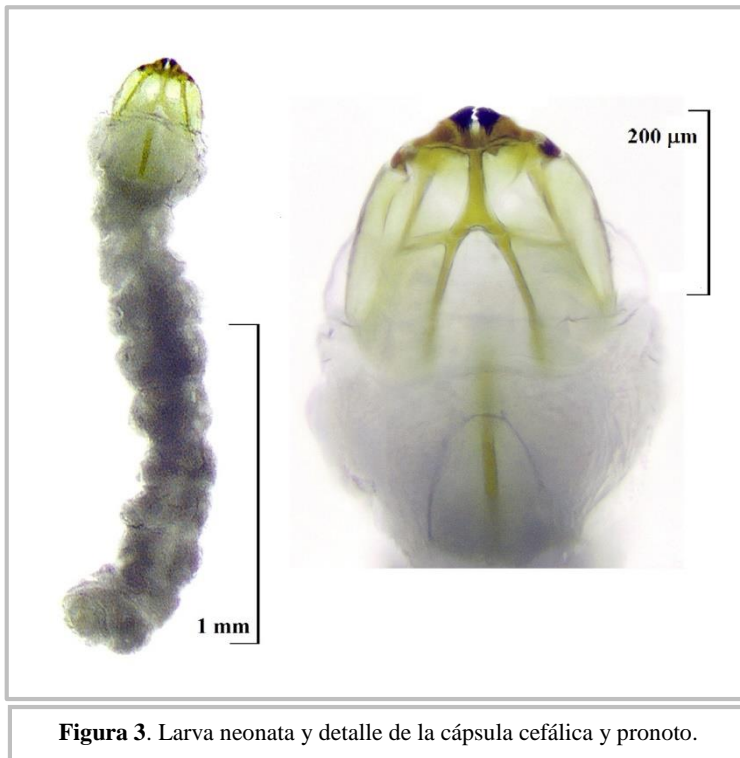 200 µm
1 mm
Figura 3. Larva neonata y detalle de la cápsula cefálica y pronoto.